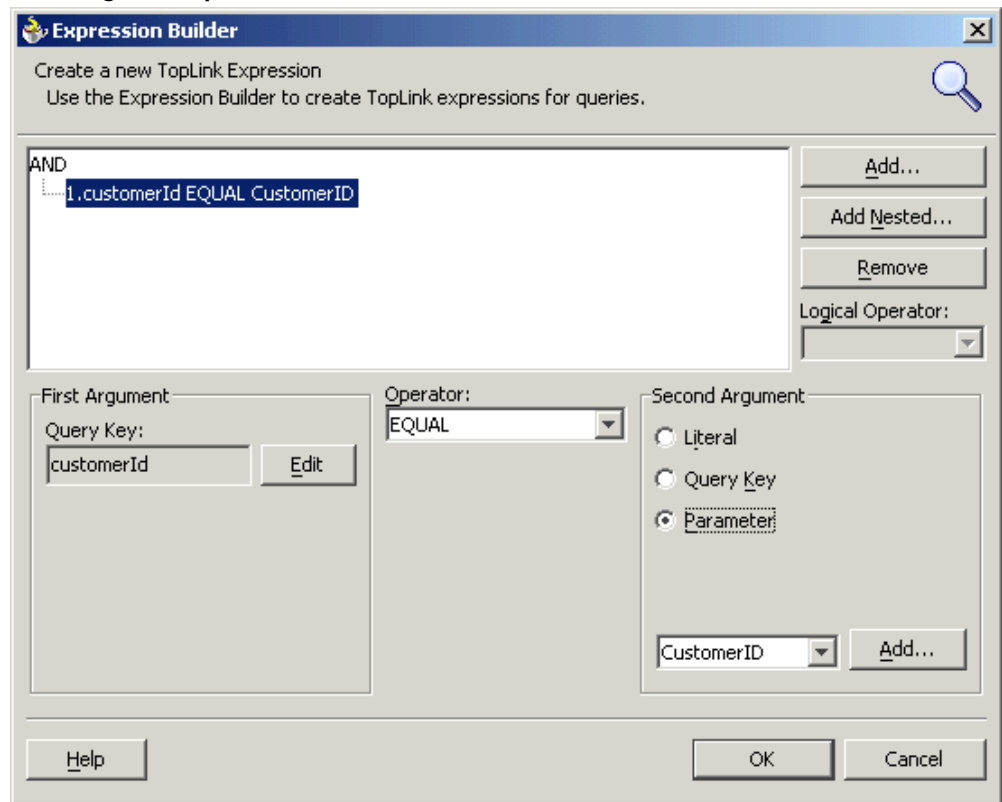 Expression Builder
Create a new TopLink Expression
Use the Expression Builder to create TopLink expressions for queries.
AND
1.customerId EQUAL CustomerID
Add...
Add Nested...
Remove
Logical Operator:
First Argument
Query Key:
customerId
Edit
Operator:
EQUAL
Second Argument
Literal
Query Key
Parameter
CustomerID
Add...
Help
OK
Cancel